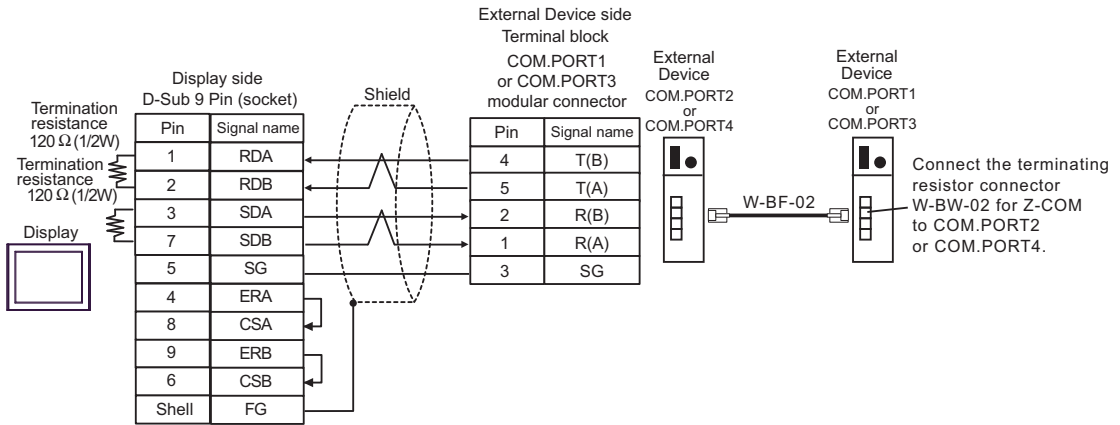 External Device side
Terminal block
COM.PORT1
or COM.PORT3
modular connector
Display side
D-Sub 9 Pin (socket)
Shield
Termination
resistance
120 Ω (1/2W)
Termination
resistance
120 Ω (1/2W)
Display
Pin Signal name
1 RDA
2 RDB
3 SDA
7 SDB
5 SG
4 ERA
8 CSA
9 ERB
6 CSB
Shell FG
Pin Signal name
4 T(B)
5 T(A)
2 R(B)
1 R(A)
3 SG
External
Device
COM.PORT2
or
COM.PORT4
W-BF-02
External
Device
COM.PORT1
or
COM.PORT3
Connect the terminating
resistor connector
W-BW-02 for Z-COM
to COM.PORT2
or COM.PORT4.